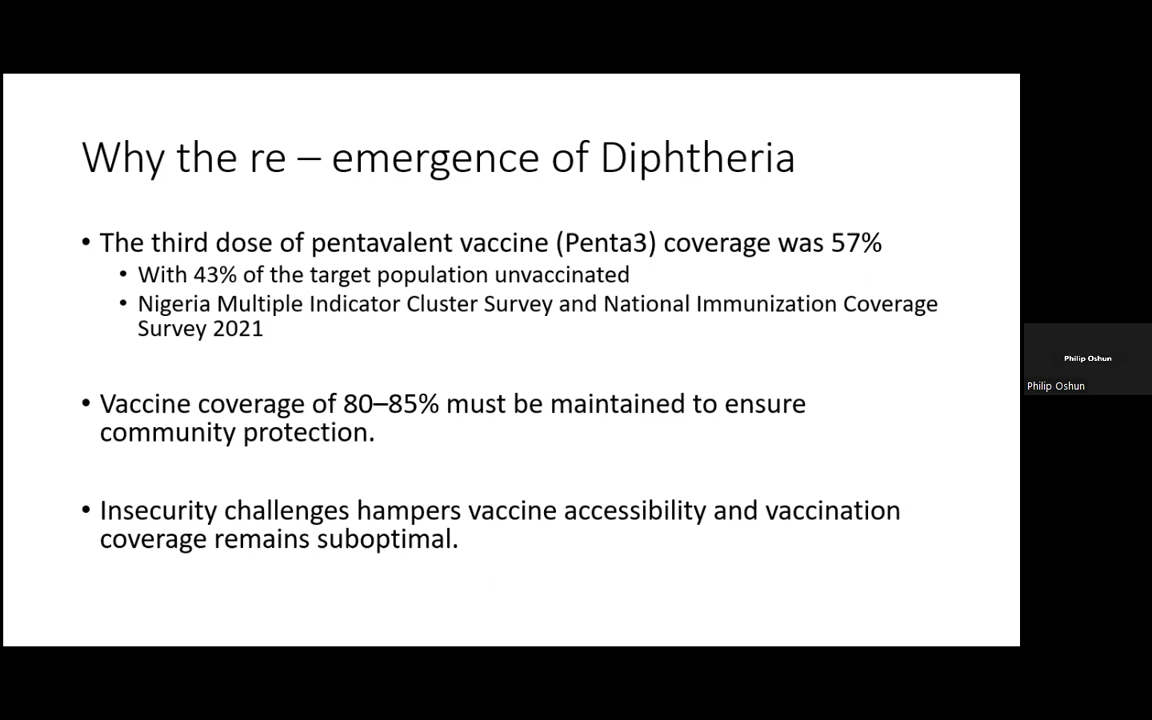 Why the re – emergence of Diphtheria
• The third dose of pentavalent vaccine (Penta3) coverage was 57%
• With 43% of the target population unvaccinated
• Nigeria Multiple Indicator Cluster Survey and National Immunization Coverage
Survey 2021
• Vaccine coverage of 80–85% must be maintained to ensure
community protection.
• Insecurity challenges hampers vaccine accessibility and vaccination
coverage remains suboptimal.
Philip Oshun
Philip Oshun